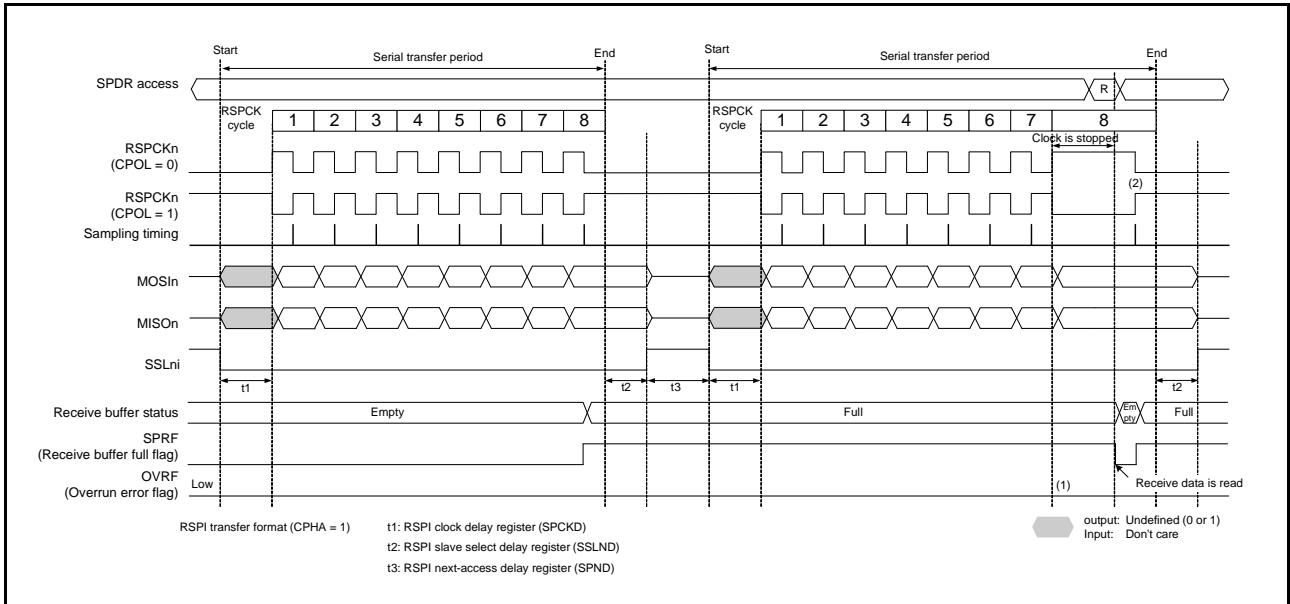 Start
Serial transfer period
End
Start
Serial transfer period
End
SPDR access
R
RSPCK
cycle
1 2 3 4 5 6 7 8
RSPCK
cycle
1 2 3 4 5 6 7 8
Clock is stopped
RSPCKn
(CPOL = 0)
(2)
RSPCKn
(CPOL = 1)
Sampling timing
MOSIn
MISOn
SSLni
t1
t2
t3
t1
t2
Receive buffer status
Empty
Full
Em
pty
Full
SPRF
(Receive buffer full flag)
OVRF
(Overrun error flag)
Low
(1)
Receive data is read
RSPI transfer format (CPHA = 1)
t1: RSPI clock delay register (SPCKD)
t2: RSPI slave select delay register (SSLND)
t3: RSPI next-access delay register (SPND)
output: Undefined (0 or 1)
Input: Don't care